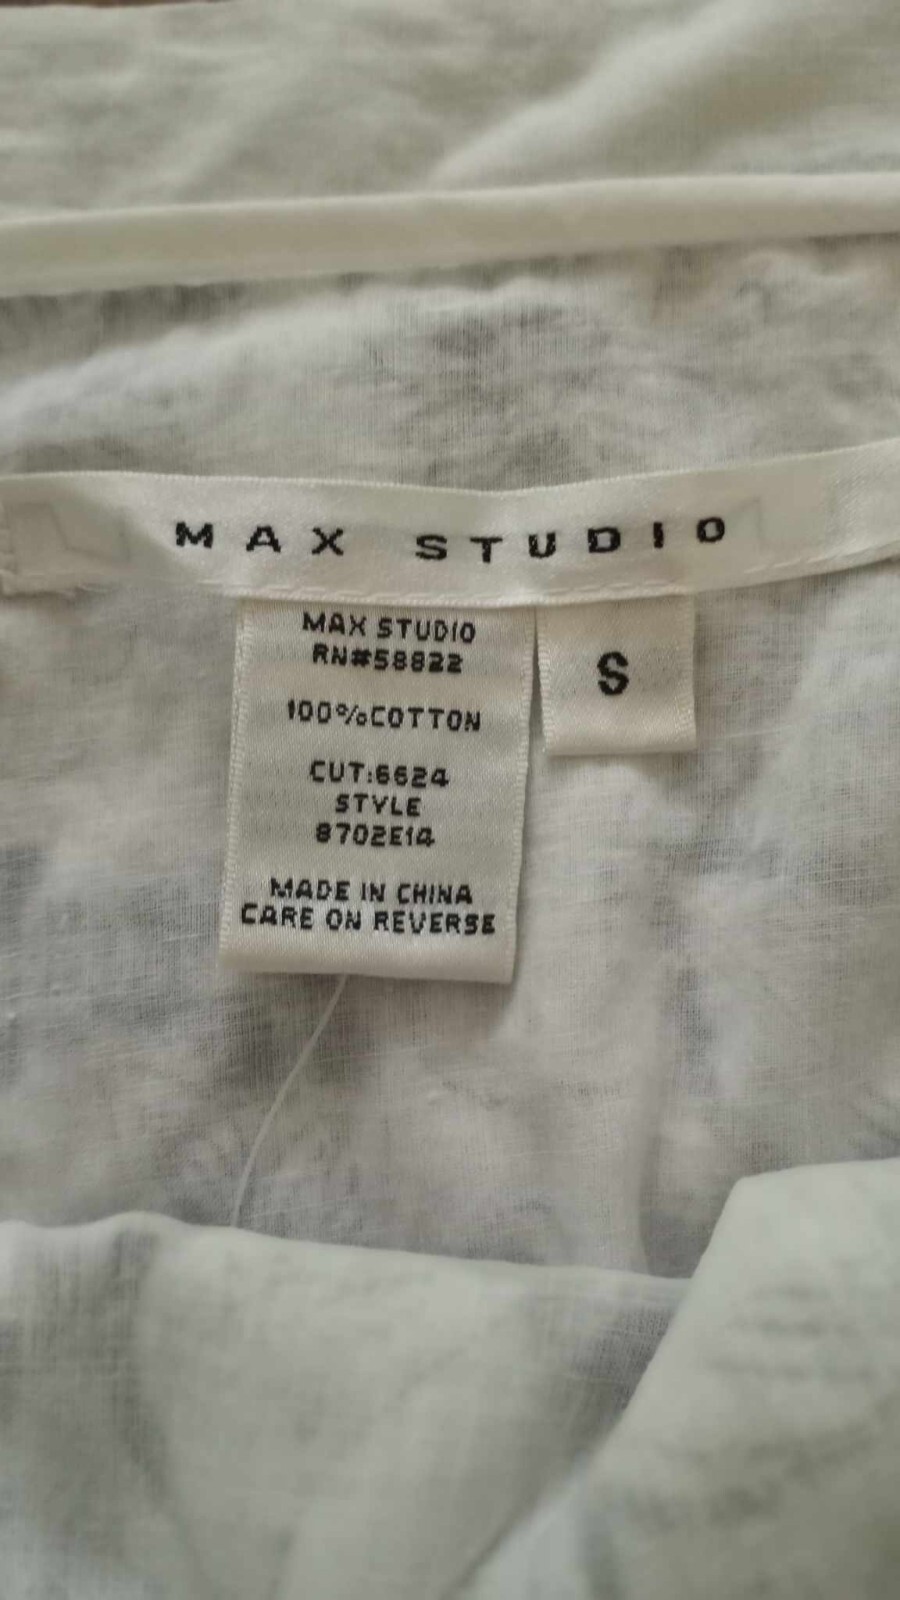 MAX STUDIO
MAX STUDIO
RN#58822
S
100%COTTON
CUT:6624
STYLE
8702E14
MADE IN CHINA
CARE ON REVERSE